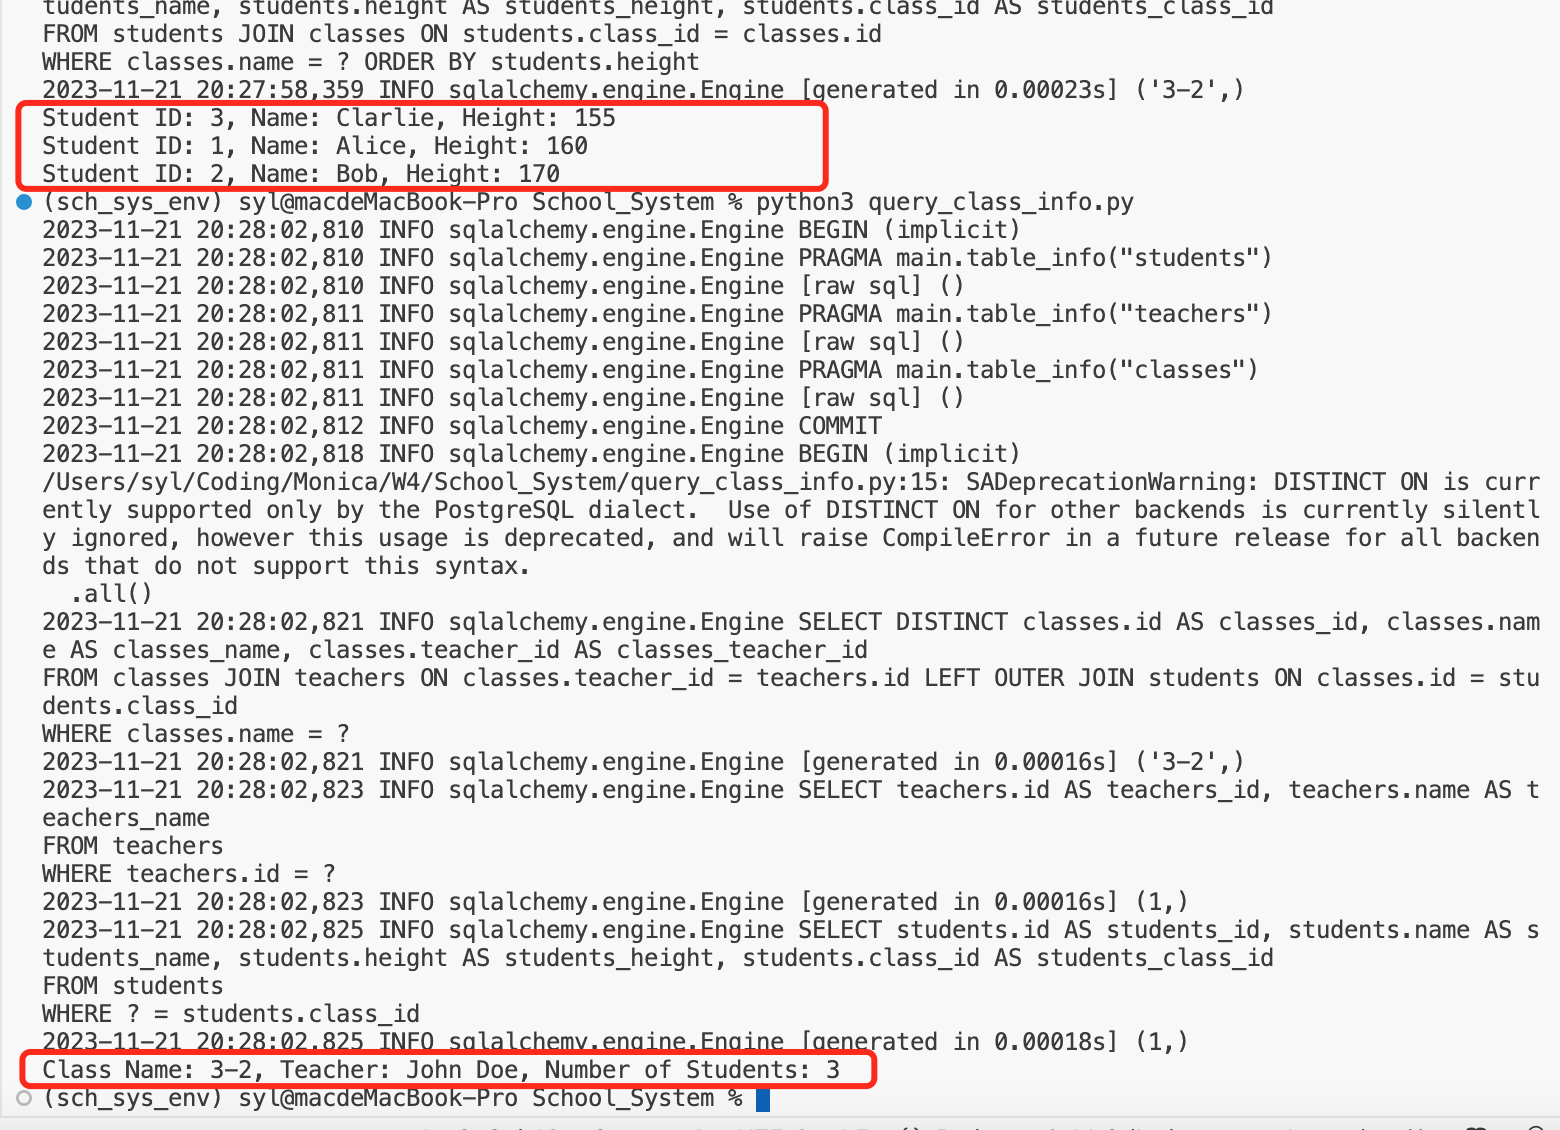 tudents_name, students.height AS students_height, students.class_id AS students_class_id
FROM students JOIN classes ON students.class_id = classes.id
WHERE classes.name = ? ORDER BY students.height
2023-11-21 20:27:58,359 INFO sqlalchemy.engine.Engine [generated in 0.00023s] ('3-2',)
Student ID: 3, Name: Clarlie, Height: 155
Student ID: 1, Name: Alice, Height: 160
Student ID: 2, Name: Bob, Height: 170
(sch_sys_env) syl@macdeMacBook-Pro School_System % python3 query_class_info.py
2023-11-21 20:28:02,810 INFO sqlalchemy.engine.Engine BEGIN (implicit)
2023-11-21 20:28:02,810 INFO sqlalchemy.engine.Engine PRAGMA main.table_info("students")
2023-11-21 20:28:02,810 INFO sqlalchemy.engine.Engine [raw sql] ()
2023-11-21 20:28:02,811 INFO sqlalchemy.engine.Engine PRAGMA main.table_info("teachers")
2023-11-21 20:28:02,811 INFO sqlalchemy.engine.Engine [raw sql] ()
2023-11-21 20:28:02,811 INFO sqlalchemy.engine.Engine PRAGMA main.table_info("classes")
2023-11-21 20:28:02,811 INFO sqlalchemy.engine.Engine [raw sql] ()
2023-11-21 20:28:02,812 INFO sqlalchemy.engine.Engine COMMIT
2023-11-21 20:28:02,818 INFO sqlalchemy.engine.Engine BEGIN (implicit)
/Users/syl/Coding/Monica/W4/School_System/query_class_info.py:15: SADeprecationWarning: DISTINCT ON is curr
ently supported only by the PostgreSQL dialect.  Use of DISTINCT ON for other backends is currently silentl
y ignored, however this usage is deprecated, and will raise CompileError in a future release for all backen
ds that do not support this syntax.
  .all()
2023-11-21 20:28:02,821 INFO sqlalchemy.engine.Engine SELECT DISTINCT classes.id AS classes_id, classes.nam
e AS classes_name, classes.teacher_id AS classes_teacher_id
FROM classes JOIN teachers ON classes.teacher_id = teachers.id LEFT OUTER JOIN students ON classes.id = stu
dents.class_id
WHERE classes.name = ?
2023-11-21 20:28:02,821 INFO sqlalchemy.engine.Engine [generated in 0.00016s] ('3-2',)
2023-11-21 20:28:02,823 INFO sqlalchemy.engine.Engine SELECT teachers.id AS teachers_id, teachers.name AS t
eachers_name
FROM teachers
WHERE teachers.id = ?
2023-11-21 20:28:02,823 INFO sqlalchemy.engine.Engine [generated in 0.00016s] (1,)
2023-11-21 20:28:02,825 INFO sqlalchemy.engine.Engine SELECT students.id AS students_id, students.name AS s
tudents_name, students.height AS students_height, students.class_id AS students_class_id
FROM students
WHERE ? = students.class_id
2023-11-21 20:28:02,825 INFO sqlalchemy.engine.Engine [generated in 0.00018s] (1,)
Class Name: 3-2, Teacher: John Doe, Number of Students: 3
(sch_sys_env) syl@macdeMacBook-Pro School_System %